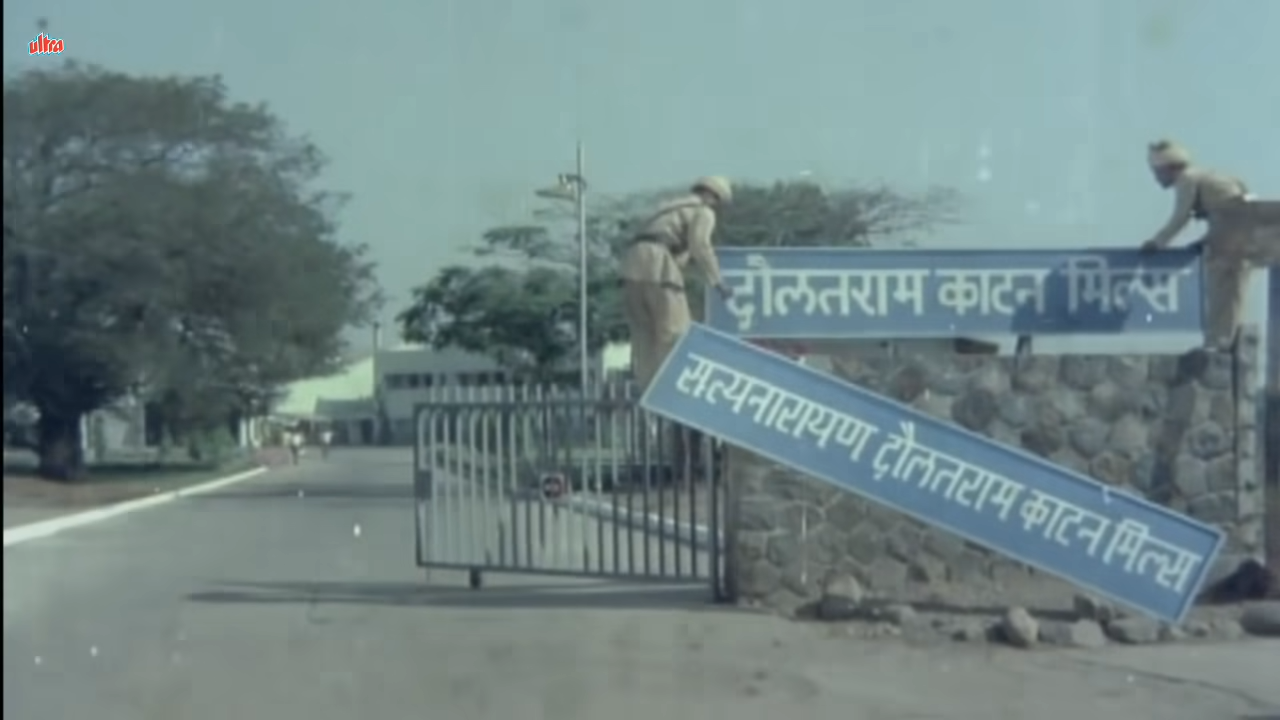 ultra
दौलतराम काटन मिल्स
सत्यनारायण दौलतराम काटन मिल्स